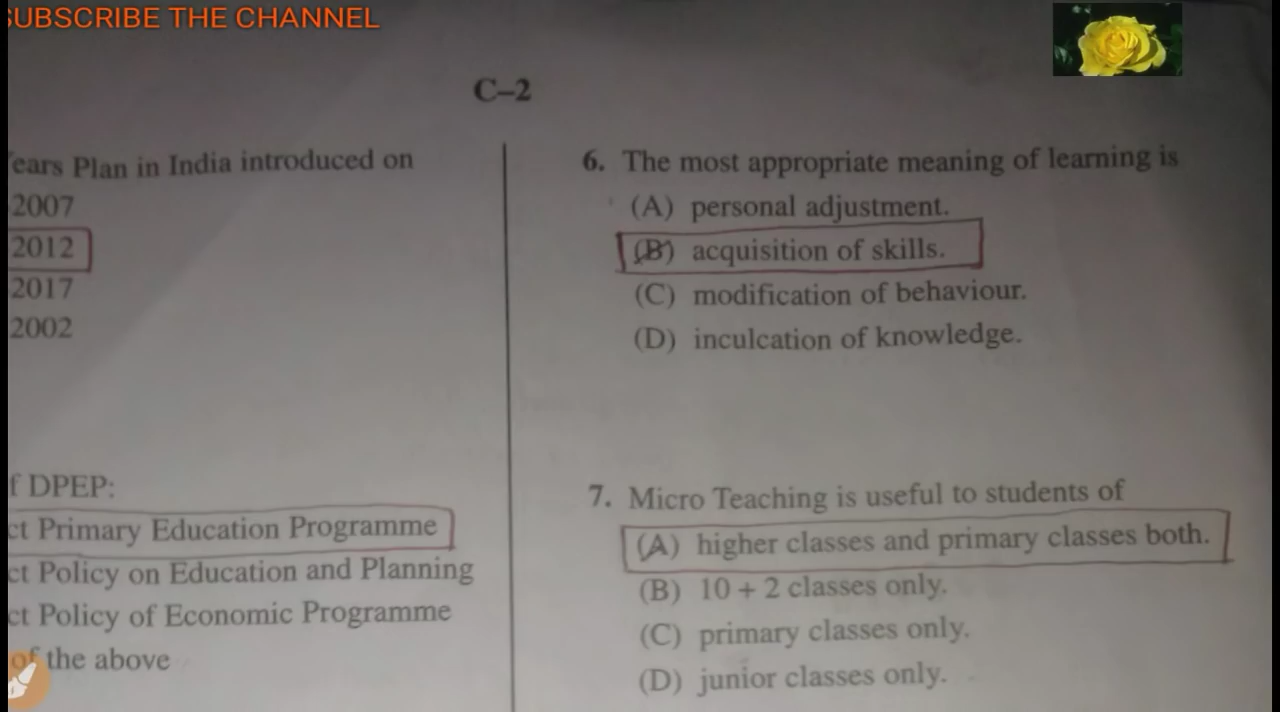 SUBSCRIBE THE CHANNEL
C–2
ears Plan in India introduced on
2007
2012
2017
2002
f DPEP:
ct Primary Education Programme
ct Policy on Education and Planning
ct Policy of Economic Programme
of the above
6. The most appropriate meaning of learning is
(A) personal adjustment.
(B) acquisition of skills.
(C) modification of behaviour.
(D) inculcation of knowledge.
7. Micro Teaching is useful to students of
(A) higher classes and primary classes both.
(B) 10 + 2 classes only.
(C) primary classes only.
(D) junior classes only.